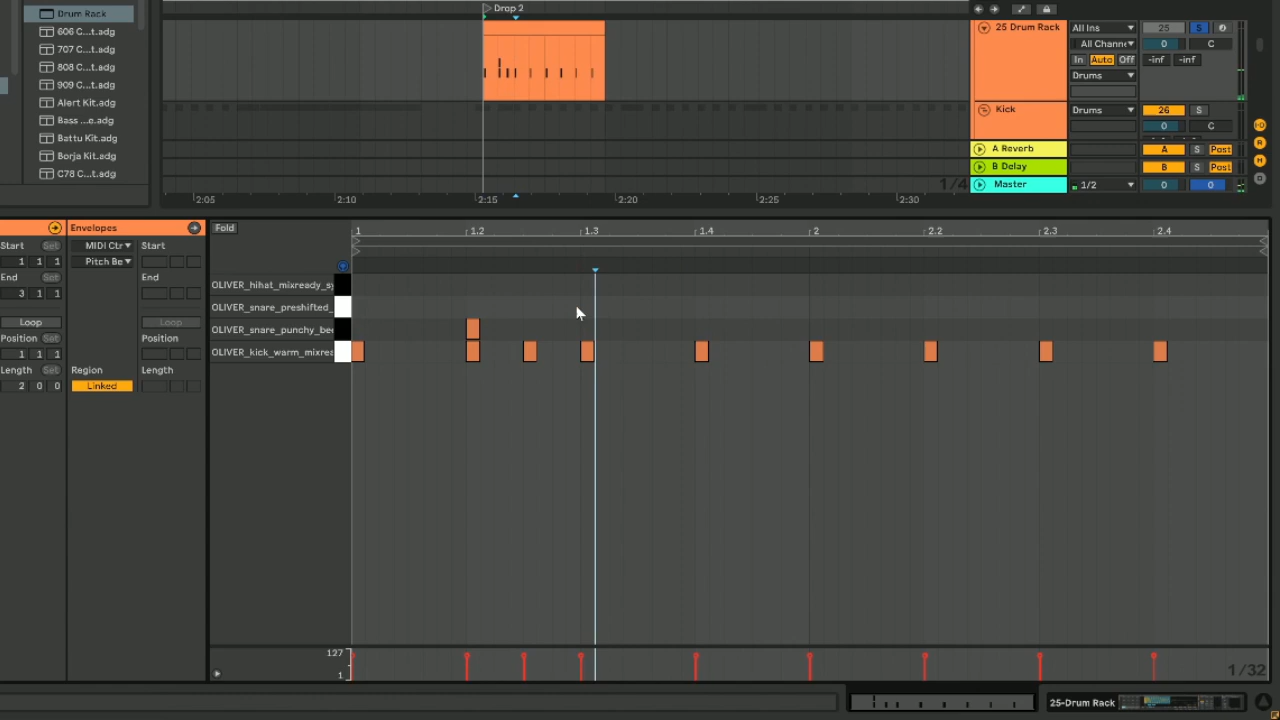 Drum Rack
606 C...t.adg
707 C...t.adg
808 C...t.adg
909 C...t.adg
Alert Kit.adg
Bass ...e.adg
Battu Kit.adg
Borja Kit.adg
C78 C...t.adg
Drop 2
25 Drum Rack
All Ins
25
S
All Channe
0
C
In
Auto
Off
-inf
-inf
Drums
Kick
Drums
26
S
0
C
A Reverb
A
S
Post
B Delay
B
S
Post
1/4
Master
1/2
0
0
2:05
2:10
2:15
2:20
2:25
2:30
Envelopes
Fold
1
1.2
1.3
1.4
2
2.2
2.3
2.4
Start
Set
MIDI Ctr
Start
1
1
1
Pitch Be
End
Set
End
3
1
1
Loop
Loop
Position
Set
Position
1
1
1
Length
Set
Region
Length
2
0
0
Linked
OLIVER_hihat_mixready_s
OLIVER_snare_preshifted_
OLIVER_snare_punchy_be
OLIVER_kick_warm_mixrea
127
1
1/32
25-Drum Rack